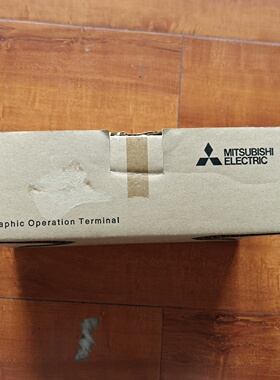 MITSUBISHI
ELECTRIC
aphic Operation Terminal